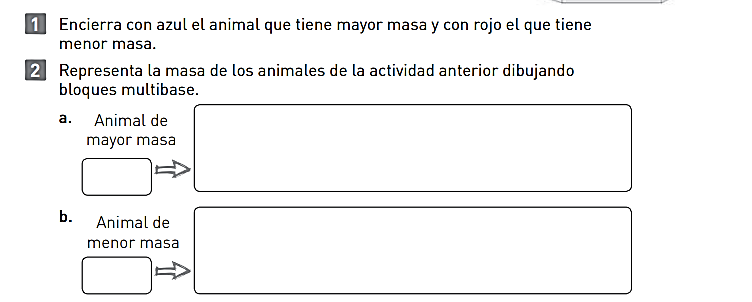 1 Encierra con azul el animal que tiene mayor masa y con rojo el que tiene
menor masa.
2 Representa la masa de los animales de la actividad anterior dibujando
bloques multibase.
a. Animal de
mayor masa
b. Animal de
menor masa